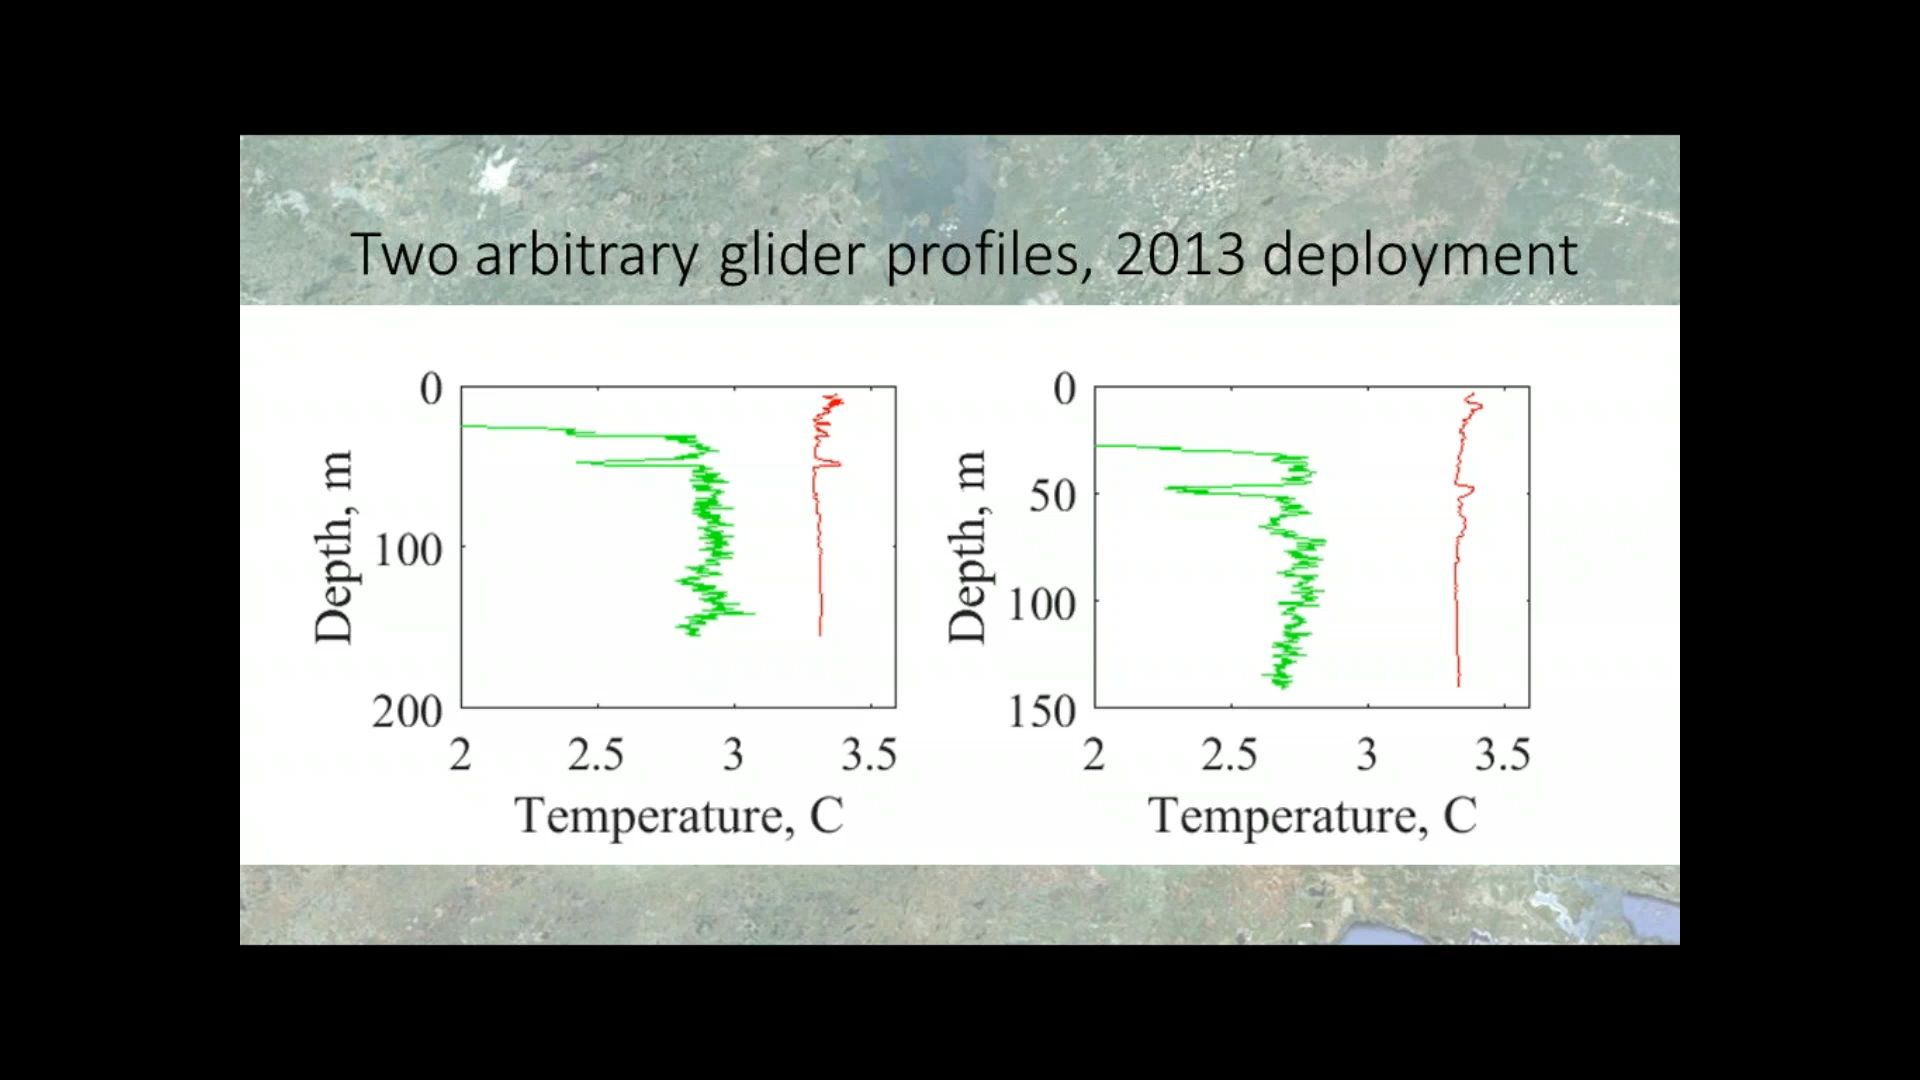 Two arbitrary glider profiles, 2013 deployment
0
100
200
Depth, m
2 2.5 3 3.5
Temperature, C
0
50
100
150
Depth, m
2 2.5 3 3.5
Temperature, C